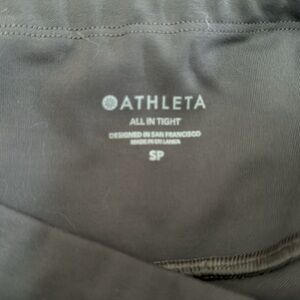 ATHLETA
ALL IN TIGHT
DESIGNED IN SAN FRANCISCO
MADE IN SRI LANKA
SP